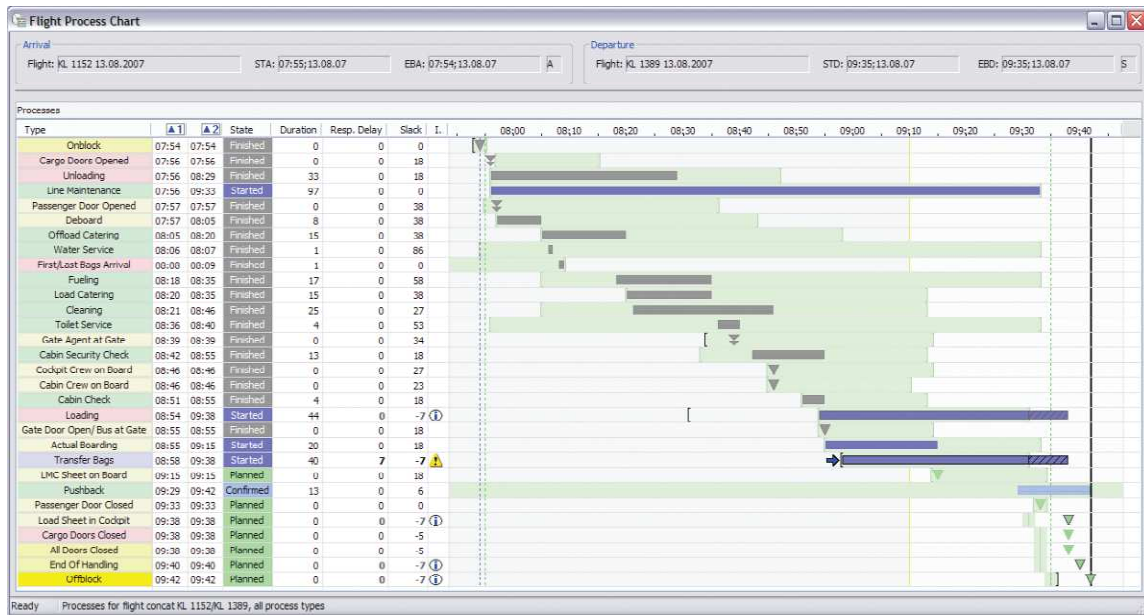 Flight Process Chart
Arrival
Flight: KL 1152 13.08.2007 STA: 07:55;13.08.07 EBA: 07:54;13.08.07 A
Departure
Flight: KL 1389 13.08.2007 STD: 09:35;13.08.07 EBD: 09:35;13.08.07 S
Processes
Type ▲1 ▲2 State Duration Resp. Delay Slack I. 08:00 08:10 08:20 08:30 08:40 08:50 09:00 09:10 09:20 09:30 09:40
Onblock 07:54 07:54 Finished 0 0 0
Cargo Doors Opened 07:56 07:56 Finished 0 0 18
Unloading 07:56 08:29 Finished 33 0 18
Line Maintenance 07:56 09:33 Started 97 0 0
Passenger Door Opened 07:57 07:57 Finished 0 0 38
Deboard 07:57 08:05 Finished 8 0 38
Offload Catering 08:05 08:20 Finished 15 0 38
Water Service 08:06 08:07 Finished 1 0 86
First/Last Bags Arrival 08:08 08:09 Finished 1 0 0
Fueling 08:18 08:35 Finished 17 0 58
Load Catering 08:20 08:35 Finished 15 0 38
Cleaning 08:21 08:46 Finished 25 0 27
Toilet Service 08:36 08:40 Finished 4 0 53
Gate Agent at Gate 08:39 08:39 Finished 0 0 34
Cabin Security Check 08:42 08:55 Finished 13 0 18
Cockpit Crew on Board 08:46 08:46 Finished 0 0 27
Cabin Crew on Board 08:46 08:46 Finished 0 0 23
Cabin Check 08:51 08:55 Finished 4 0 18
Loading 08:54 09:38 Started 44 0 -7
Gate Door Open/ Bus at Gate 08:55 08:55 Finished 0 0 18
Actual Boarding 08:55 09:15 Started 20 0 18
Transfer Bags 08:58 09:38 Started 40 7 -7
LMC Sheet on Board 09:15 09:15 Planned 0 0 18
Pushback 09:29 09:42 Confirmed 13 0 6
Passenger Door Closed 09:33 09:33 Planned 0 0 0
Load Sheet in Cockpit 09:38 09:38 Planned 0 0 -7
Cargo Doors Closed 09:38 09:38 Planned 0 0 -5
All Doors Closed 09:38 09:38 Planned 0 0 -5
End Of Handling 09:40 09:40 Planned 0 0 -7
Offblock 09:42 09:42 Planned 0 0 -7
Ready Processes for flight concat KL 1152/KL 1389, all process types